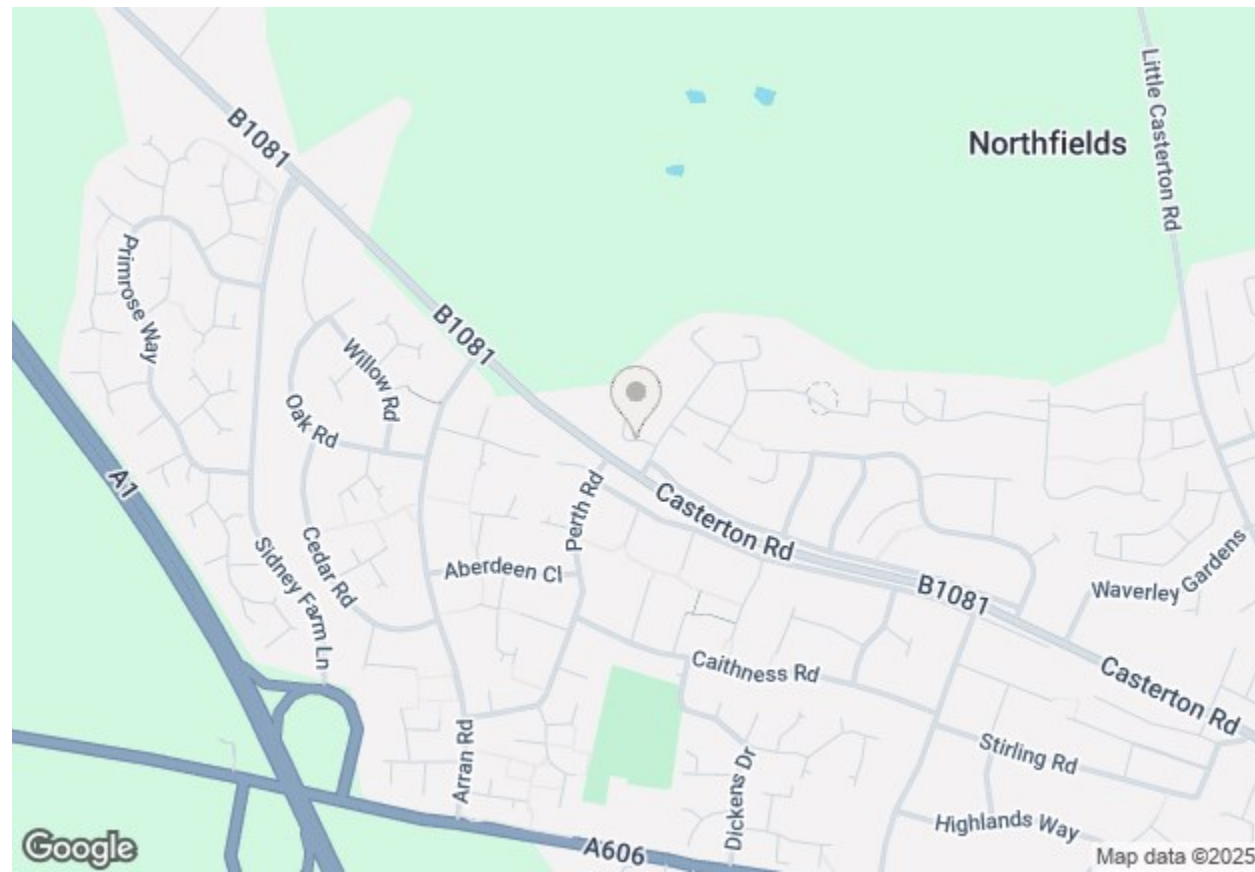 B1081
Little Casterton Rd
Northfields
Primrose Way
B1081
Willow Rd
Oak Rd
A1
Perth Rd
Casterton Rd
Cedar Rd
Sidney Farm Ln
Aberdeen Cl
B1081
Waverley Gardens
Caithness Rd
Casterton Rd
Arran Rd
Dickens Dr
Stirling Rd
Highlands Way
A606
Google
Map data ©2025